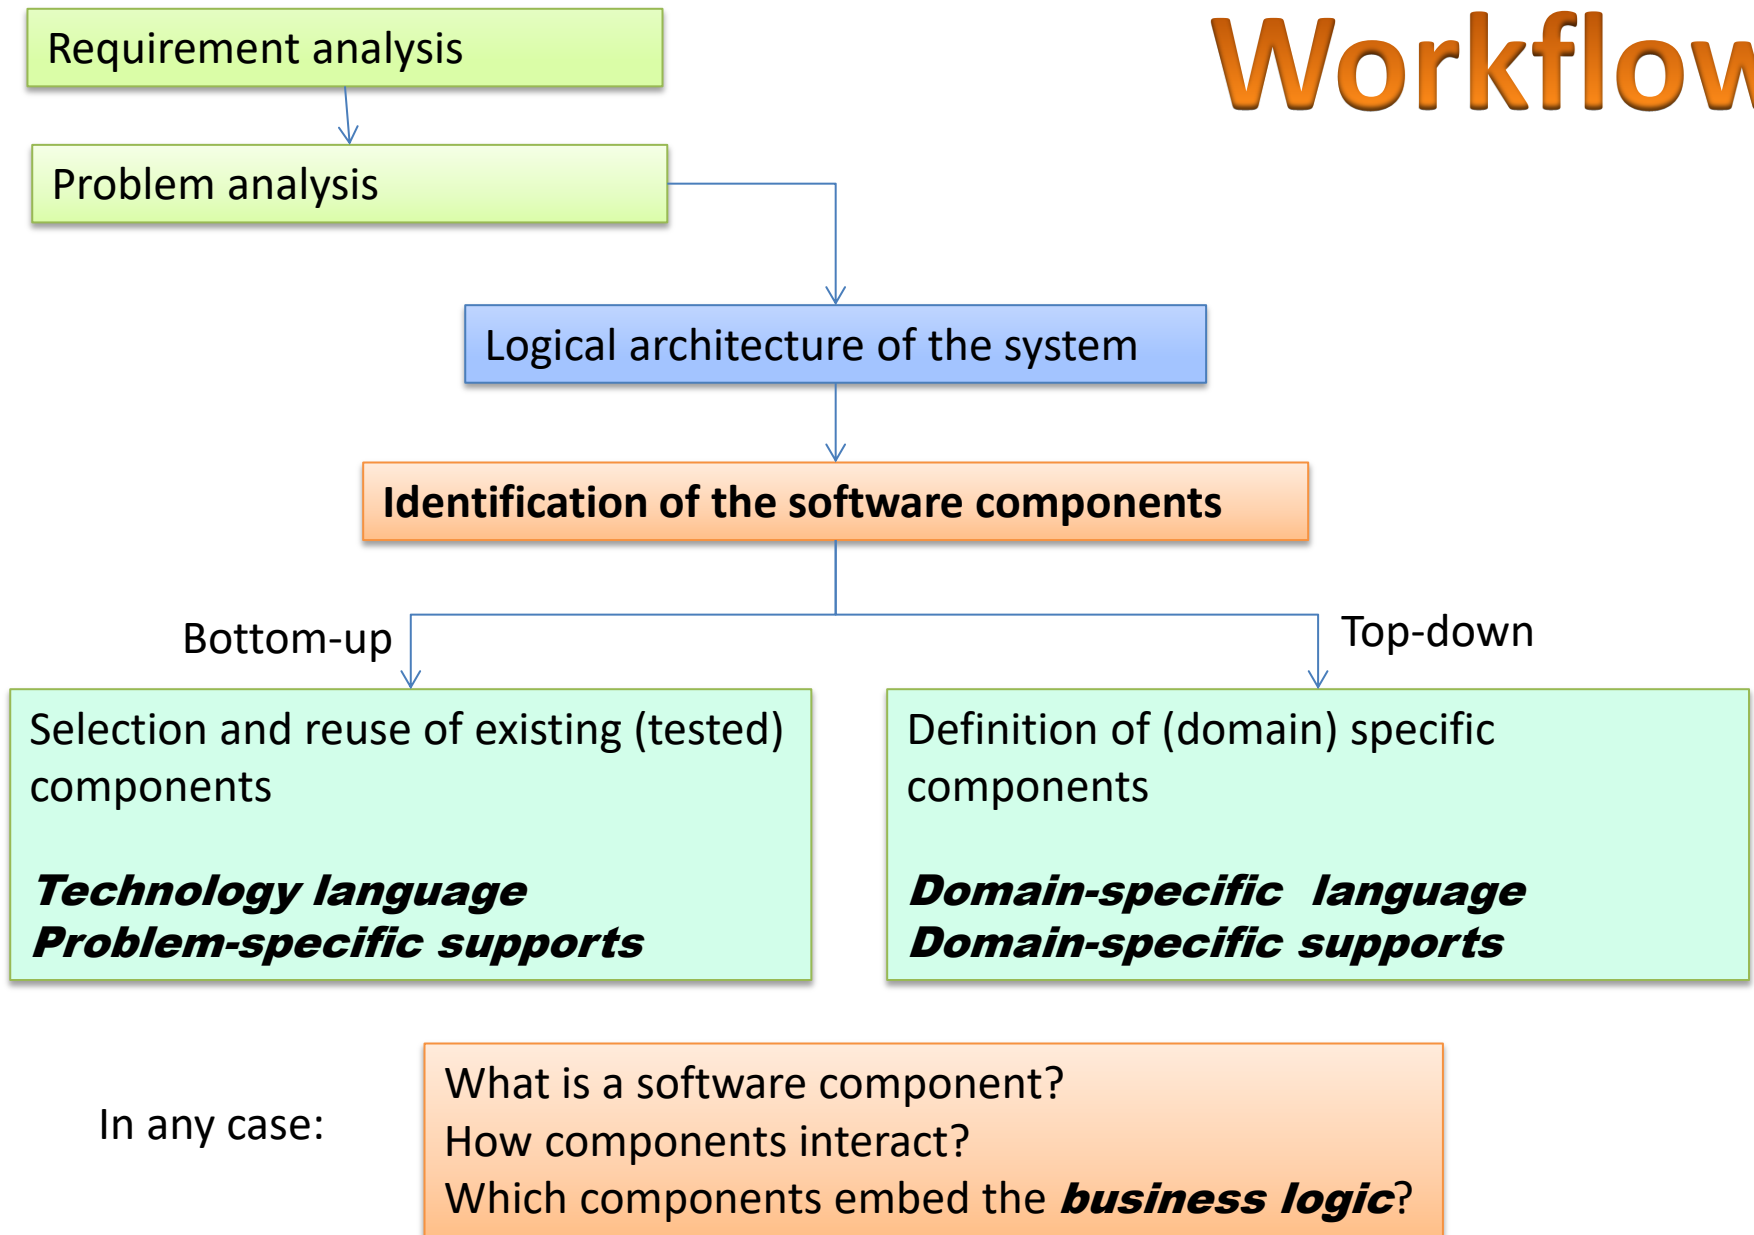 Workflow
Requirement analysis
Problem analysis
Logical architecture of the system
Identification of the software components
Bottom-up
Top-down
Selection and reuse of existing (tested)
components
Technology language
Problem-specific supports
Definition of (domain) specific
components
Domain-specific language
Domain-specific supports
In any case:
What is a software component?
How components interact?
Which components embed the business logic?